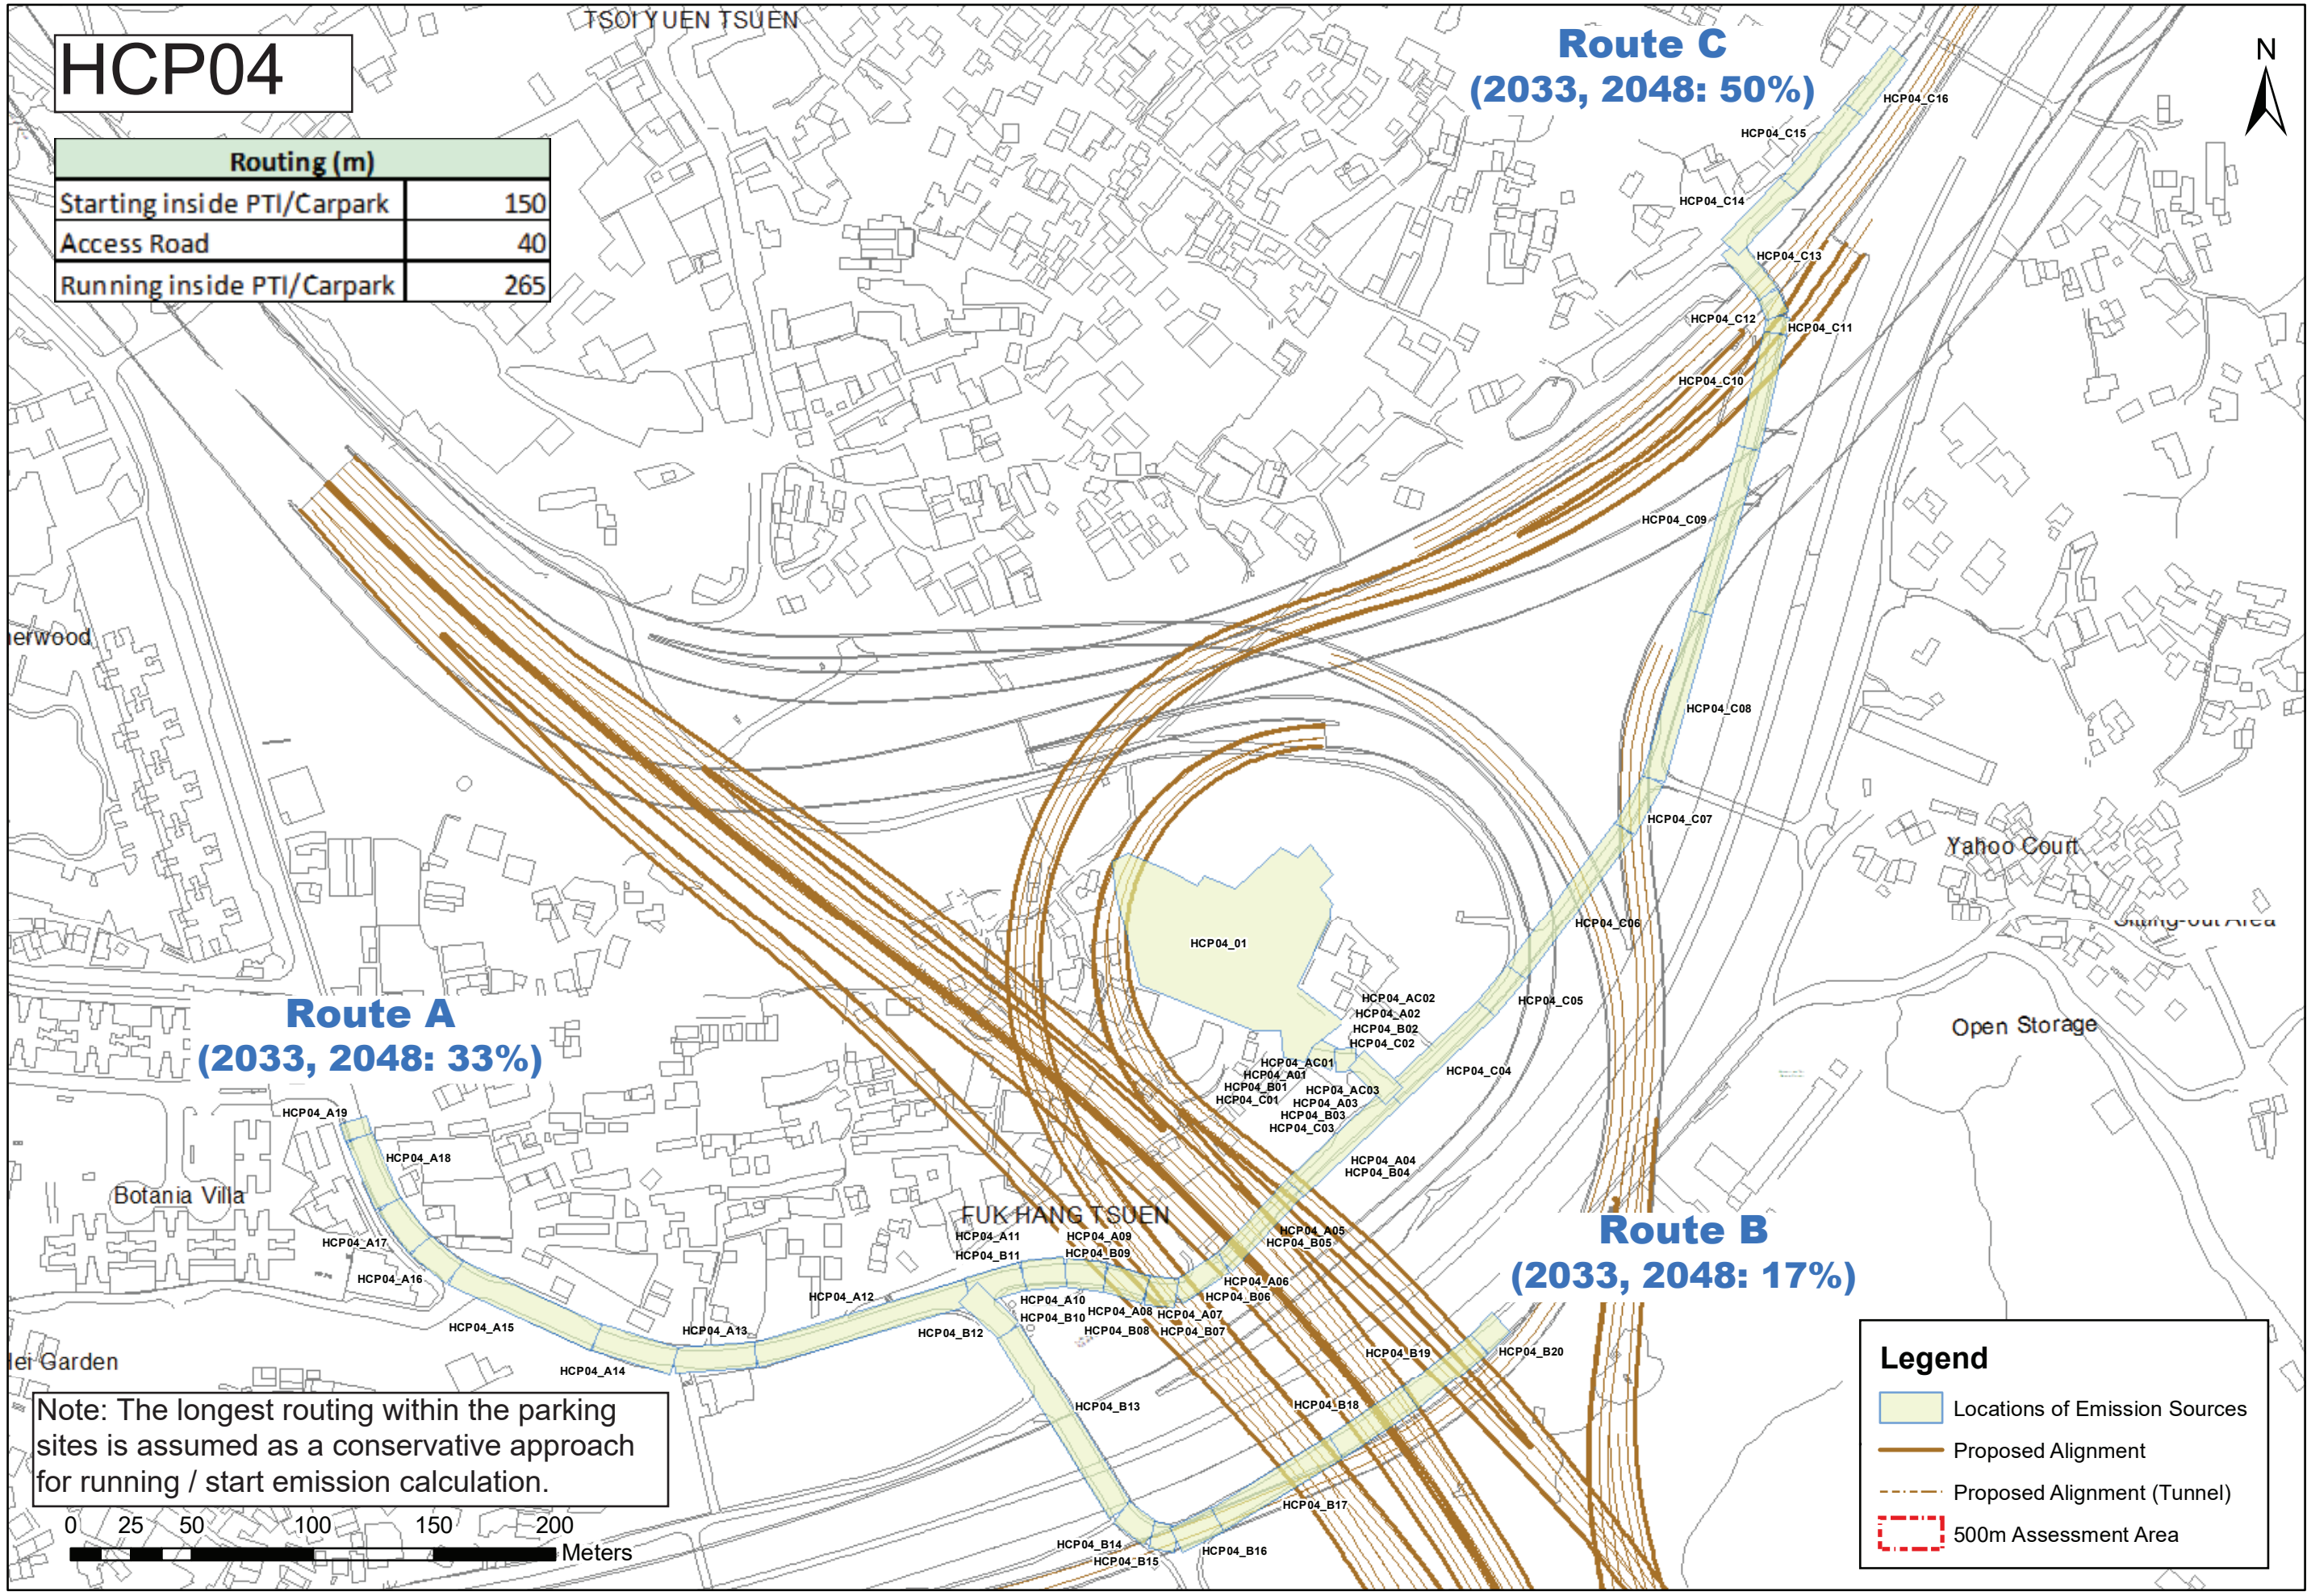 TSOI YUEN TSUEN
HCP04
Routing (m)
Starting inside PTI/Carpark 150
Access Road 40
Running inside PTI/Carpark 265
Route C
(2033, 2048: 50%)
N
HCP04_C16
HCP04_C15
HCP04_C14
HCP04_C13
HCP04_C12
HCP04_C11
HCP04_C10
HCP04_C09
HCP04_C08
HCP04_C07
HCP04_C06
HCP04_C05
HCP04_C04
erwood
Yahoo Court
Sitting-out Area
Open Storage
HCP04_01
HCP04_AC02
HCP04_A02
HCP04_B02
HCP04_C02
HCP04_AC01
HCP04_A01
HCP04_B01
HCP04_C01
HCP04_AC03
HCP04_A03
HCP04_B03
HCP04_C03
HCP04_A04
HCP04_B04
Route A
(2033, 2048: 33%)
HCP04_A19
HCP04_A18
Botania Villa
HCP04_A17
HCP04_A16
HCP04_A15
HCP04_A14
HCP04_A13
HCP04_A12
FUK HANG TSUEN
HCP04_A11
HCP04_B11
HCP04_A09
HCP04_B09
HCP04_A05
HCP04_B05
HCP04_A06
HCP04_B06
HCP04_A10
HCP04_B10
HCP04_A08
HCP04_B08
HCP04_A07
HCP04_B07
HCP04_B12
HCP04_B13
HCP04_B14
HCP04_B15
HCP04_B16
HCP04_B17
HCP04_B18
HCP04_B19
HCP04_B20
Route B
(2033, 2048: 17%)
ei Garden
Note: The longest routing within the parking
sites is assumed as a conservative approach
for running / start emission calculation.
0 25 50 100 150 200
Meters
Legend
Locations of Emission Sources
Proposed Alignment
Proposed Alignment (Tunnel)
500m Assessment Area